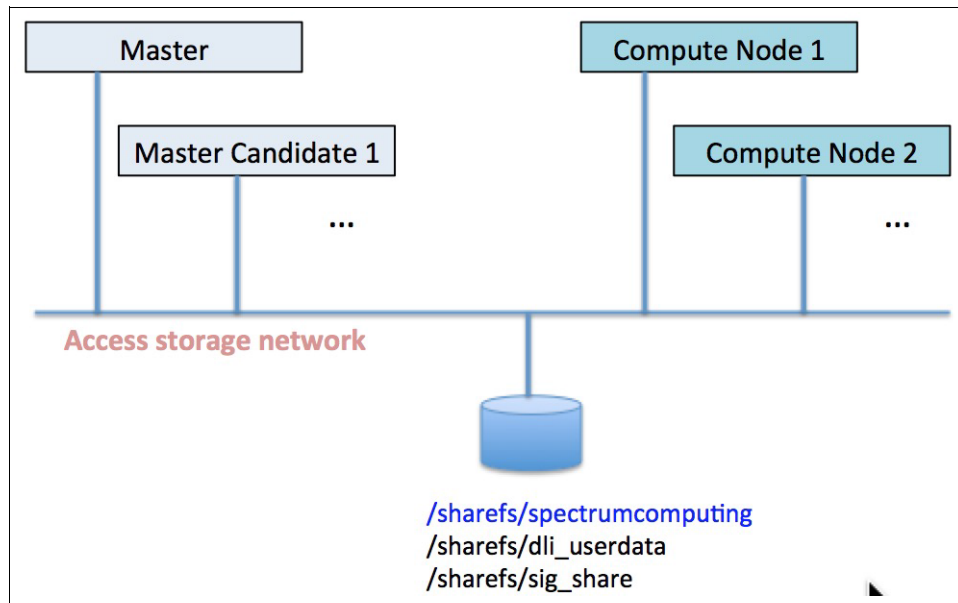 Master
Compute Node 1
Master Candidate 1
Compute Node 2
...
...
Access storage network
/sharefs/spectrumcomputing
/sharefs/dli_userdata
/sharefs/sig_share